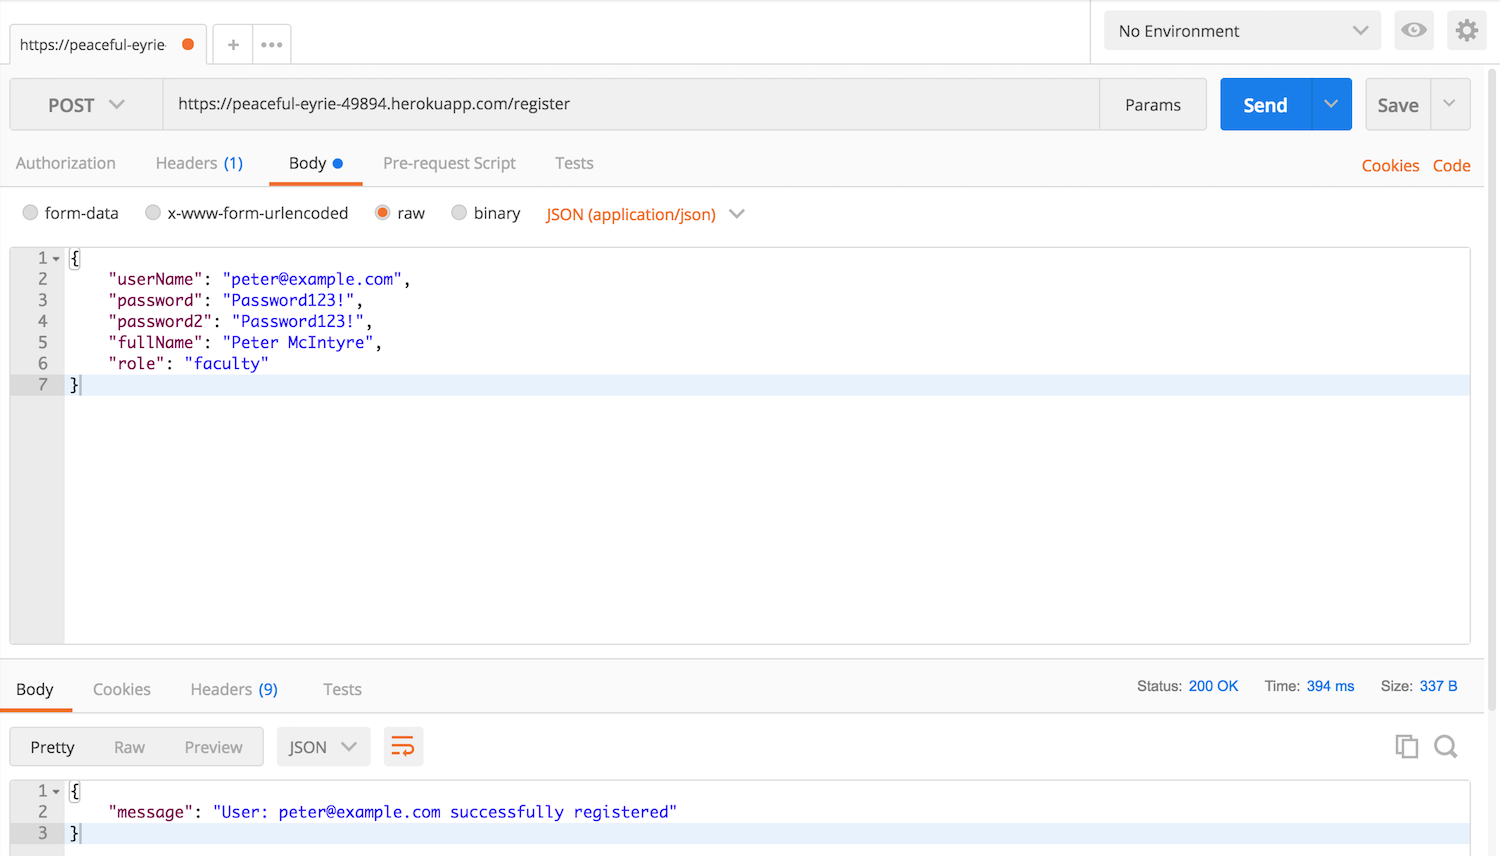 https://peaceful-eyrie
+
No Environment
POST
https://peaceful-eyrie-49894.herokuapp.com/register
Params
Send
Save
Authorization
Headers (1)
Body
Pre-request Script
Tests
Cookies
Code
form-data
x-www-form-urlencoded
raw
binary
JSON (application/json)
1 {
2 "userName": "peter@example.com",
3 "password": "Password123!",
4 "password2": "Password123!",
5 "fullName": "Peter McIntyre",
6 "role": "faculty"
7 }
Body
Cookies
Headers (9)
Tests
Status: 200 OK
Time: 394 ms
Size: 337 B
Pretty
Raw
Preview
JSON
1 {
2 "message": "User: peter@example.com successfully registered"
3 }